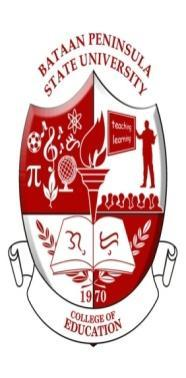 BATAAN PENINSULA
STATE UNIVERSITY
teaching
learning
π
1970
COLLEGE OF
EDUCATION